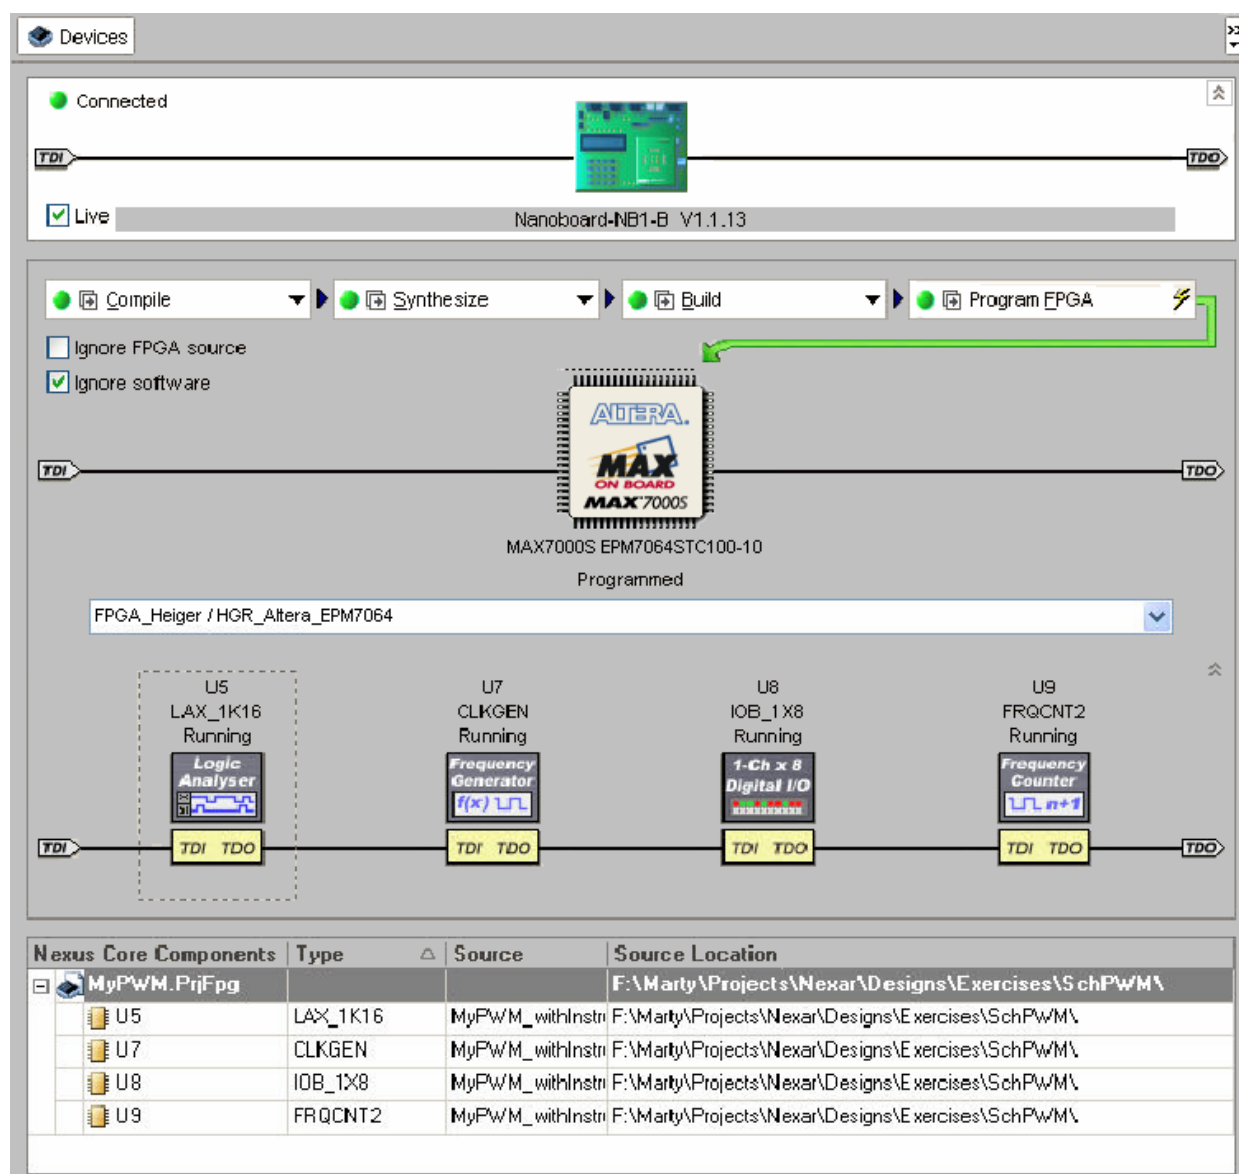 Devices
Connected
TDI
TDO
Live
Nanoboard-NB1-B V1.1.13
Compile
Synthesize
Build
Program FPGA
Ignore FPGA source
Ignore software
ALTERA.
MAX
ON BOARD
MAX 7000S
TDI
TDO
MAX7000S EPM7064STC100-10
Programmed
FPGA_Heiger / HGR_Altera_EPM7064
U5 U7 U8 U9
LAX_1K16 CLKGEN IOB_1X8 FRQCNT2
Running Running Running Running
Logic Analyser
Frequency Generator f(x)
1-Ch x 8 Digital I/O
Frequency Counter n+1
TDI TDI TDO TDI TDO TDI TDO TDI TDO TDO
Nexus Core Components Type Source Source Location
MyPWM.PrjFpg F:\Marty\Projects\Nexar\Designs\Exercises\SchPWM\
U5 LAX_1K16 MyPWM_withInstr F:\Marty\Projects\Nexar\Designs\Exercises\SchPWM\
U7 CLKGEN MyPWM_withInstr F:\Marty\Projects\Nexar\Designs\Exercises\SchPWM\
U8 IOB_1X8 MyPWM_withInstr F:\Marty\Projects\Nexar\Designs\Exercises\SchPWM\
U9 FRQCNT2 MyPWM_withInstr F:\Marty\Projects\Nexar\Designs\Exercises\SchPWM\